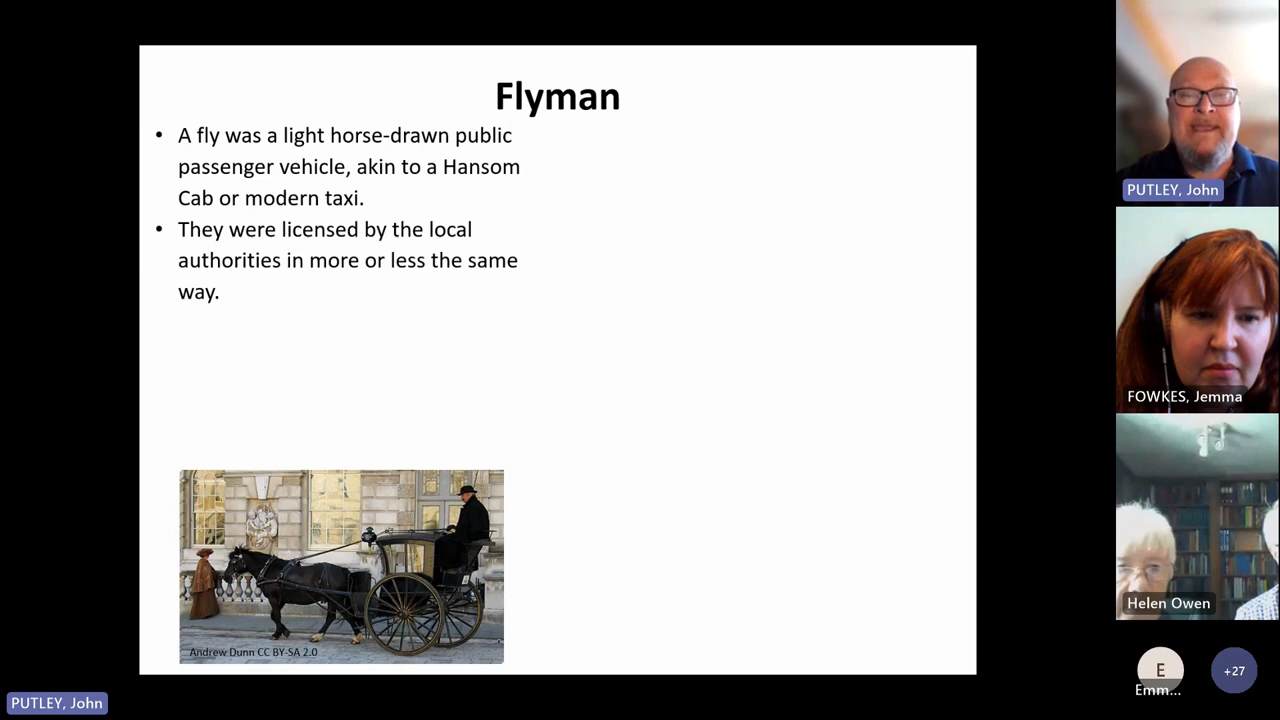 Flyman
• A fly was a light horse-drawn public
passenger vehicle, akin to a Hansom
Cab or modern taxi.
• They were licensed by the local
authorities in more or less the same
way.
Andrew Dunn CC BY-SA 2.0
PUTLEY, John
FOWKES, Jemma
Helen Owen
E
Emm...
+27
PUTLEY, John